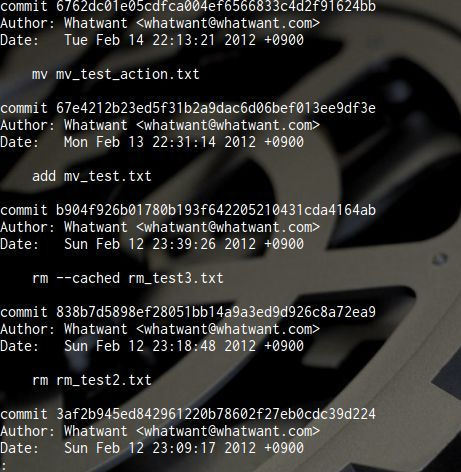 commit 6762dc01e05cdfca004ef6566833c4d2f91624bb
Author: Whatwant <whatwant@whatwant.com>
Date:   Tue Feb 14 22:13:21 2012 +0900
    mv mv_test_action.txt
commit 67e4212b23ed5f31b2a9dac6d06bef013ee9df3e
Author: Whatwant <whatwant@whatwant.com>
Date:   Mon Feb 13 22:31:14 2012 +0900
    add mv_test.txt
commit b904f926b01780b193f642205210431cda4164ab
Author: Whatwant <whatwant@whatwant.com>
Date:   Sun Feb 12 23:39:26 2012 +0900
    rm --cached rm_test3.txt
commit 838b7d5898ef28051bb14a9a3ed9d926c8a72ea9
Author: Whatwant <whatwant@whatwant.com>
Date:   Sun Feb 12 23:18:48 2012 +0900
    rm rm_test2.txt
commit 3af2b945ed842961220b78602f27eb0cdc39d224
Author: Whatwant <whatwant@whatwant.com>
Date:   Sun Feb 12 23:09:17 2012 +0900
: